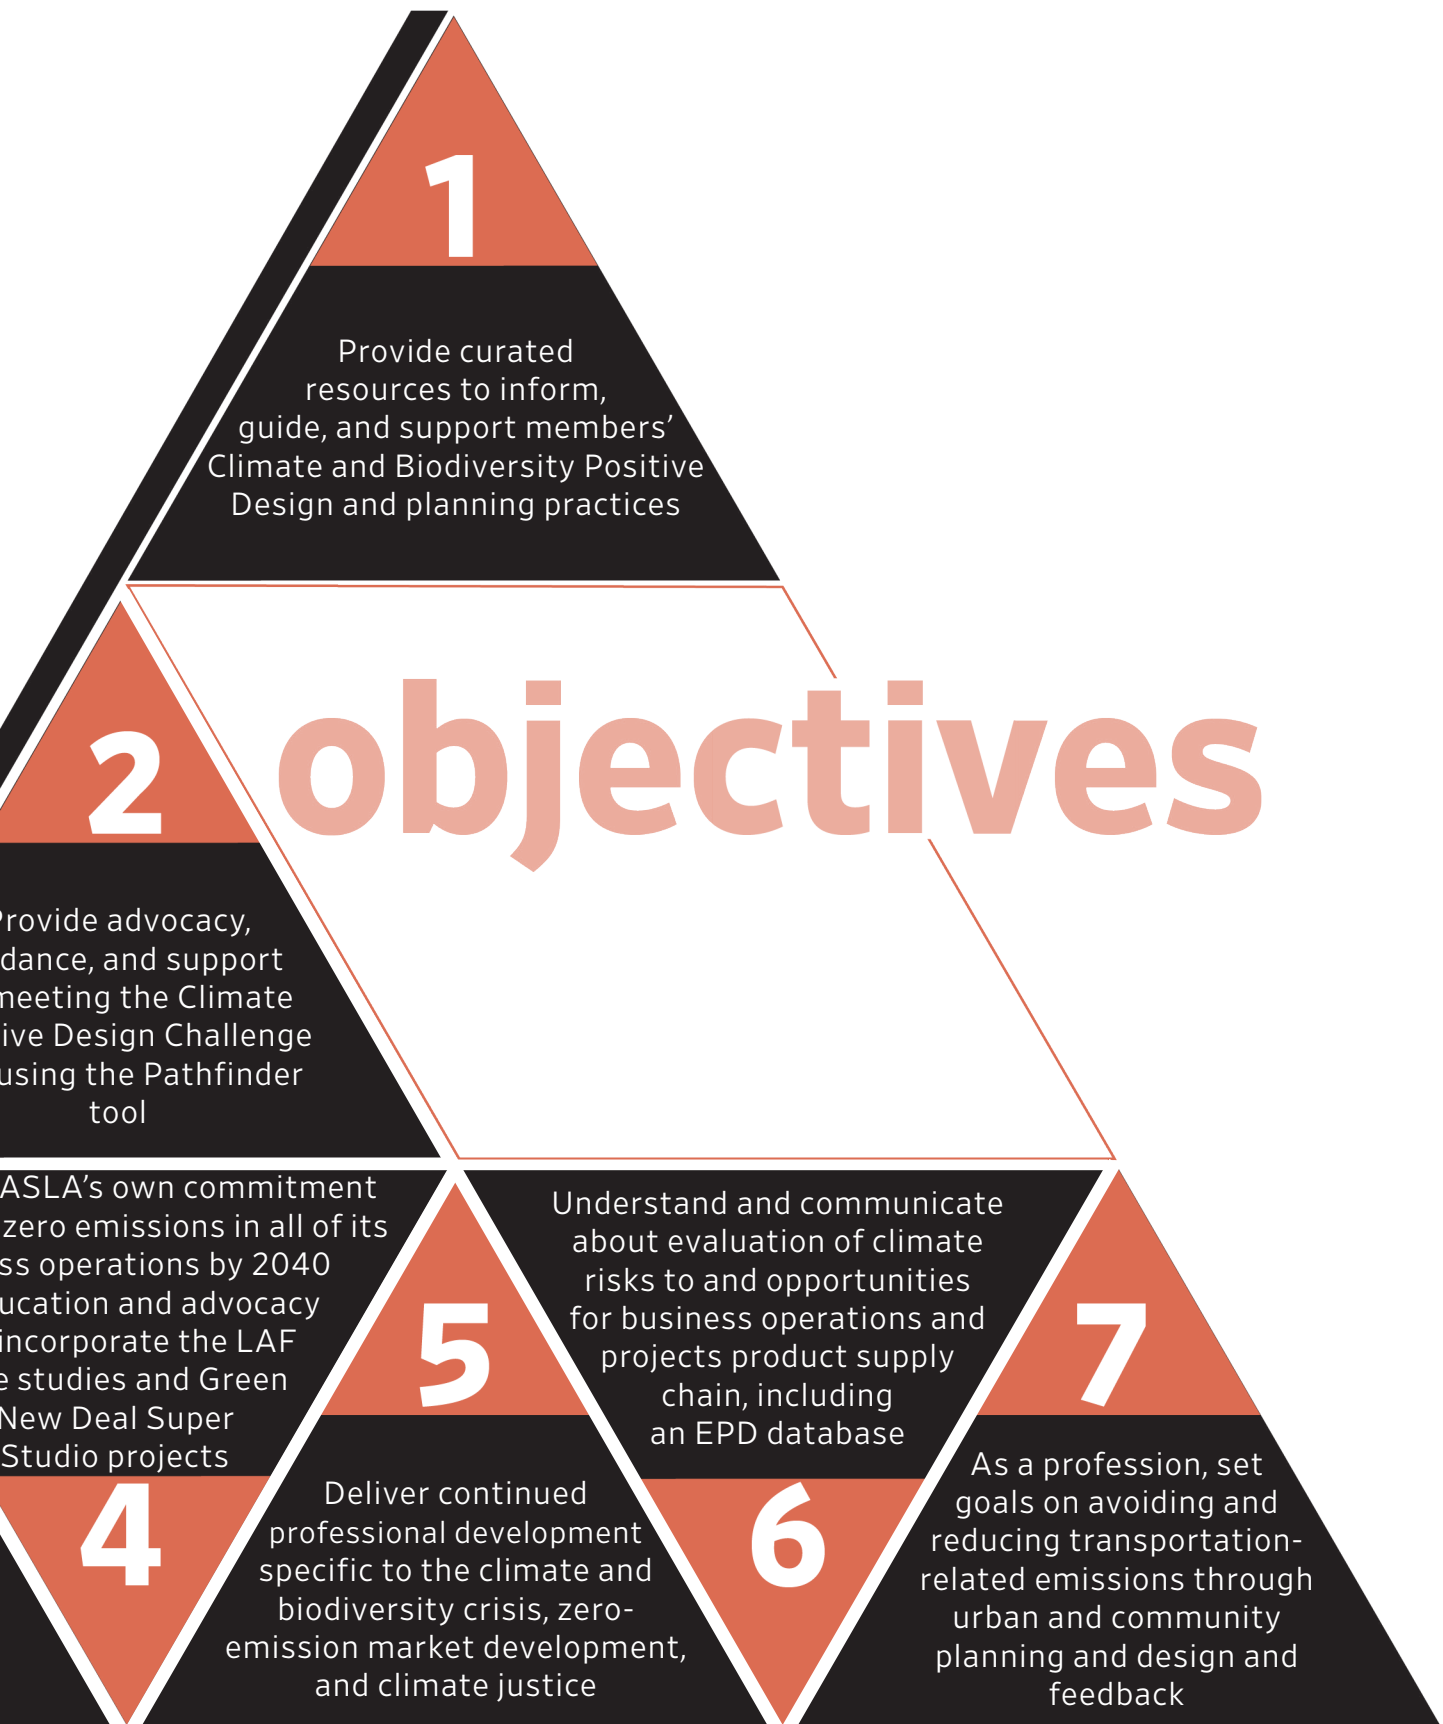 1
Provide curated
resources to inform,
guide, and support members’
Climate and Biodiversity Positive
Design and planning practices
objectives
2
Provide advocacy,
dance, and support
meeting the Climate
ive Design Challenge
using the Pathfinder
tool
ASLA’s own commitment
zero emissions in all of its
ss operations by 2040
ucation and advocacy
incorporate the LAF
e studies and Green
New Deal Super
Studio projects
4
5
Deliver continued
professional development
specific to the climate and
biodiversity crisis, zero-
emission market development,
and climate justice
Understand and communicate
about evaluation of climate
risks to and opportunities
for business operations and
projects product supply
chain, including
an EPD database
6
7
As a profession, set
goals on avoiding and
reducing transportation-
related emissions through
urban and community
planning and design and
feedback